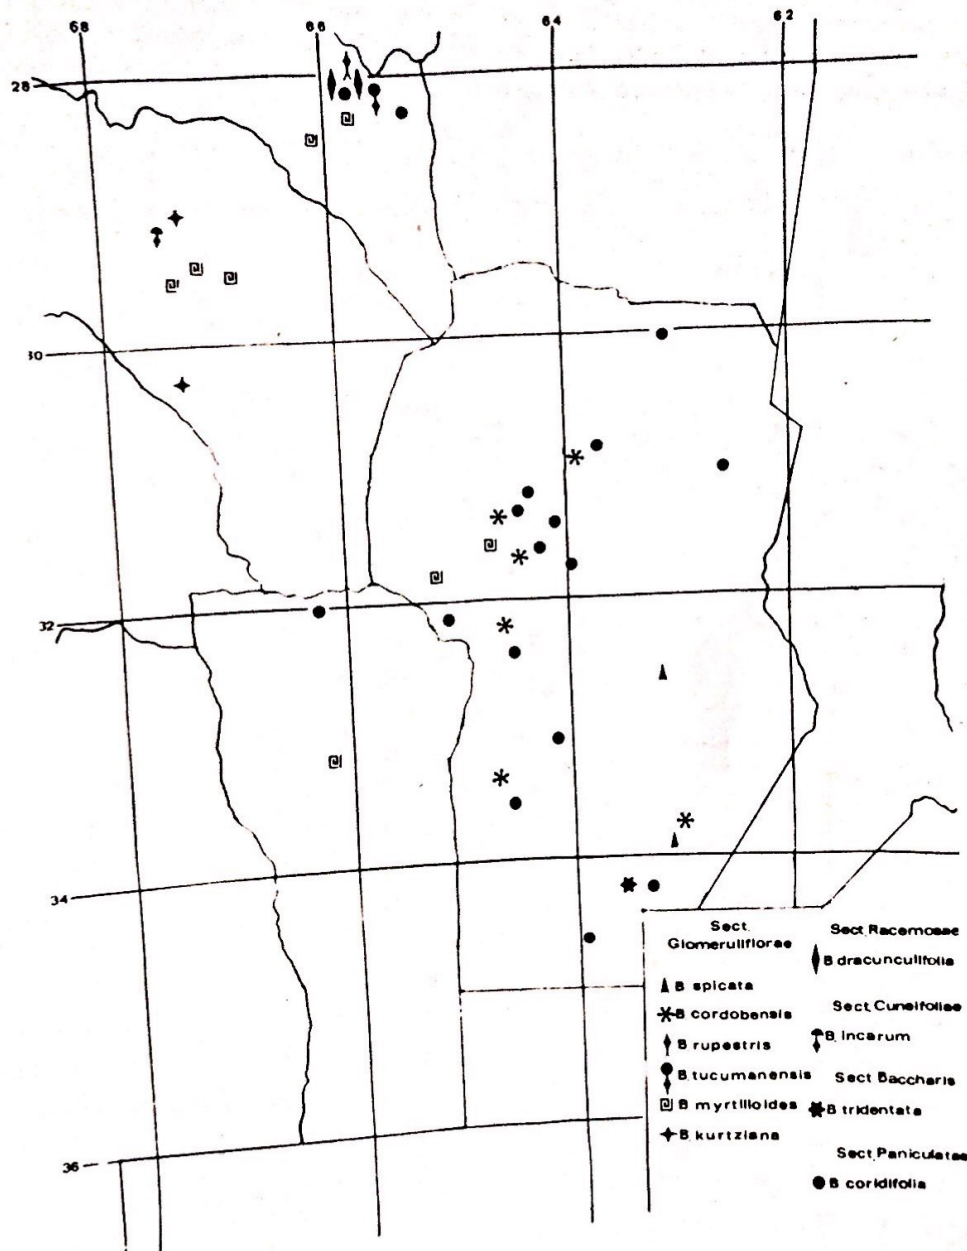 68
66
64
62
28
30
32
34
36
Sect.
Glomeruliflorae
B spicata
B cordobensis
B. rupestris
B. tucumanensis
B myrtilloides
B. kurtziana
Sect. Racemosae
B dracunculifolia
Sect. Cuneifoliae
B. incarum
Sect Baccharis
B tridentata
Sect. Paniculatae
B coridifolia